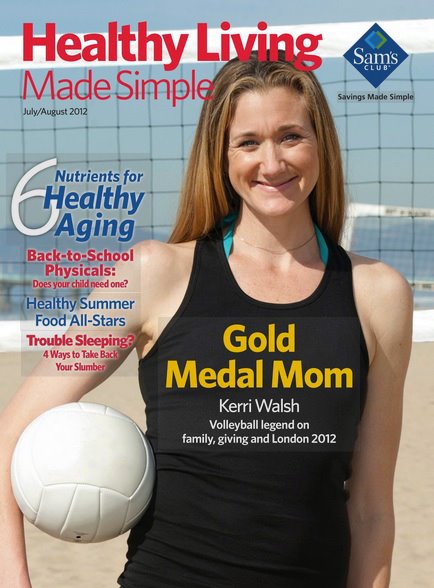 Healthy Living
Made Simple
July/August 2012
Sam's
CLUB®
Savings Made Simple
6
Nutrients for
Healthy
Aging
Back-to-School
Physicals:
Does your child need one?
Healthy Summer
Food All-Stars
Trouble Sleeping?
4 Ways to Take Back
Your Slumber
Gold
Medal Mom
Kerri Walsh
Volleyball legend on
family, giving and London 2012